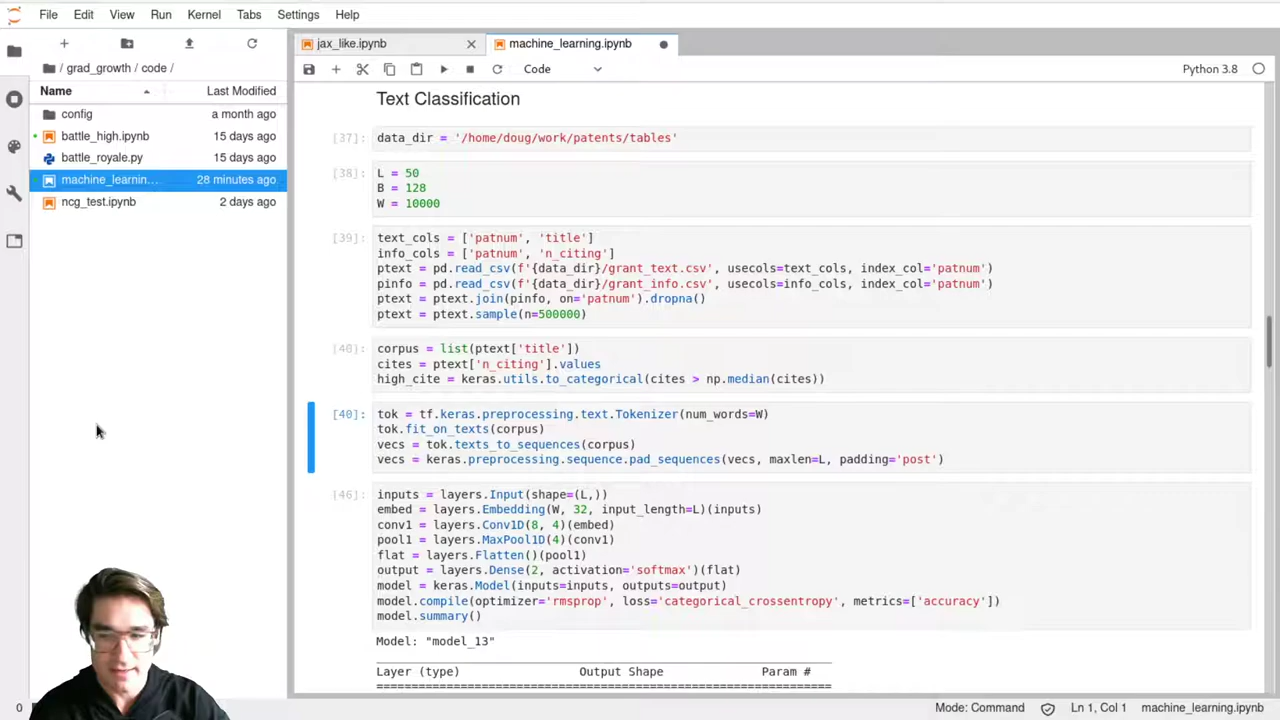 File Edit View Run Kernel Tabs Settings Help
/ grad_growth / code /
Name Last Modified
config a month ago
battle_high.ipynb 15 days ago
battle_royale.py 15 days ago
machine_learnin... 28 minutes ago
ncg_test.ipynb 2 days ago
jax_like.ipynb machine_learning.ipynb
Code Python 3.8
Text Classification
[37]: data_dir = '/home/doug/work/patents/tables'
[38]: L = 50
B = 128
W = 10000
[39]: text_cols = ['patnum', 'title']
info_cols = ['patnum', 'n_citing']
ptext = pd.read_csv(f'{data_dir}/grant_text.csv', usecols=text_cols, index_col='patnum')
pinfo = pd.read_csv(f'{data_dir}/grant_info.csv', usecols=info_cols, index_col='patnum')
ptext = ptext.join(pinfo, on='patnum').dropna()
ptext = ptext.sample(n=500000)
[40]: corpus = list(ptext['title'])
cites = ptext['n_citing'].values
high_cite = keras.utils.to_categorical(cites > np.median(cites))
[40]: tok = tf.keras.preprocessing.text.Tokenizer(num_words=W)
tok.fit_on_texts(corpus)
vecs = tok.texts_to_sequences(corpus)
vecs = keras.preprocessing.sequence.pad_sequences(vecs, maxlen=L, padding='post')
[46]: inputs = layers.Input(shape=(L,))
embed = layers.Embedding(W, 32, input_length=L)(inputs)
conv1 = layers.Conv1D(8, 4)(embed)
pool1 = layers.MaxPool1D(4)(conv1)
flat = layers.Flatten()(pool1)
output = layers.Dense(2, activation='softmax')(flat)
model = keras.Model(inputs=inputs, outputs=output)
model.compile(optimizer='rmsprop', loss='categorical_crossentropy', metrics=['accuracy'])
model.summary()
Model: "model_13"
Layer (type) Output Shape Param #
=================================================================
0 Mode: Command Ln 1, Col 1 machine_learning.ipynb